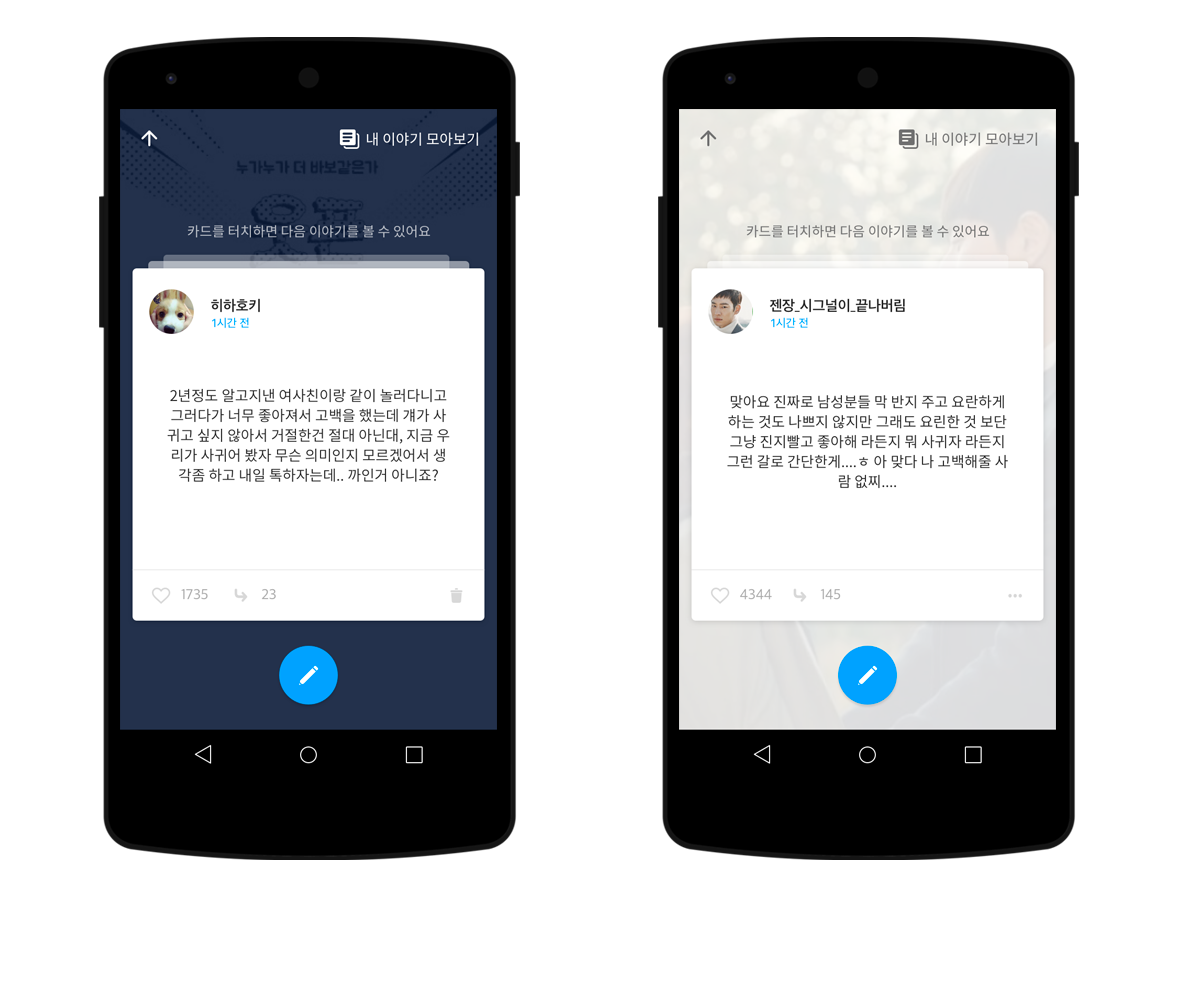 내 이야기 모아보기
누가누가 더 바보같은가
카드를 터치하면 다음 이야기를 볼 수 있어요
히하호키
1시간 전
2년정도 알고지낸 여사친이랑 같이 놀러다니고
그러다가 너무 좋아져서 고백을 했는데 걔가 사
귀고 싶지 않아서 거절한건 절대 아닌대, 지금 우
리가 사귀어 봤자 무슨 의미인지 모르겠어서 생
각좀 하고 내일 톡하자는데.. 까인거 아니죠?
1735
23
내 이야기 모아보기
카드를 터치하면 다음 이야기를 볼 수 있어요
젠장_시그널이_끝나버림
1시간 전
맞아요 진짜로 남성분들 막 반지 주고 요란하게
하는 것도 나쁘지 않지만 그래도 요린한 것 보단
그냥 진지빨고 좋아해 라든지 뭐 사귀자 라든지
그런 갈로 간단한게....ㅎ 아 맞다 나 고백해줄 사
람 없찌....
4344
145